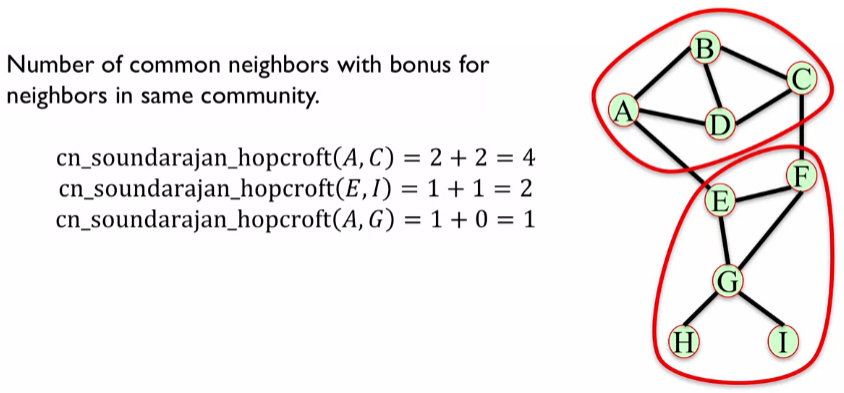 Number of common neighbors with bonus for
neighbors in same community.
cn_soundarajan_hopcroft(A, C) = 2 + 2 = 4
cn_soundarajan_hopcroft(E, I) = 1 + 1 = 2
cn_soundarajan_hopcroft(A, G) = 1 + 0 = 1
B
C
A
D
F
E
G
H
I